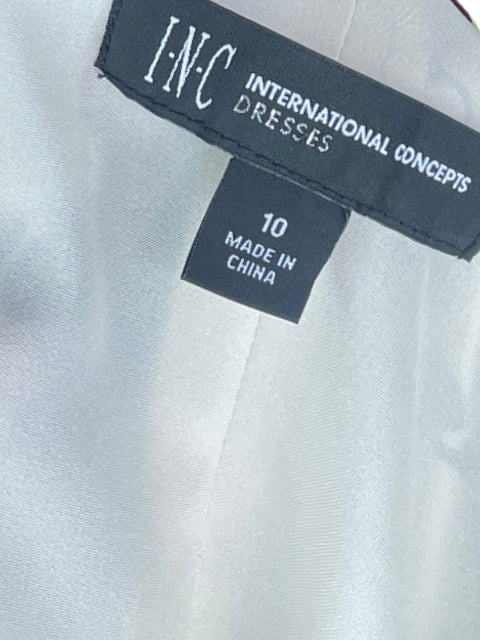 I·N·C
INTERNATIONAL CONCEPTS
DRESSES
10
MADE IN
CHINA